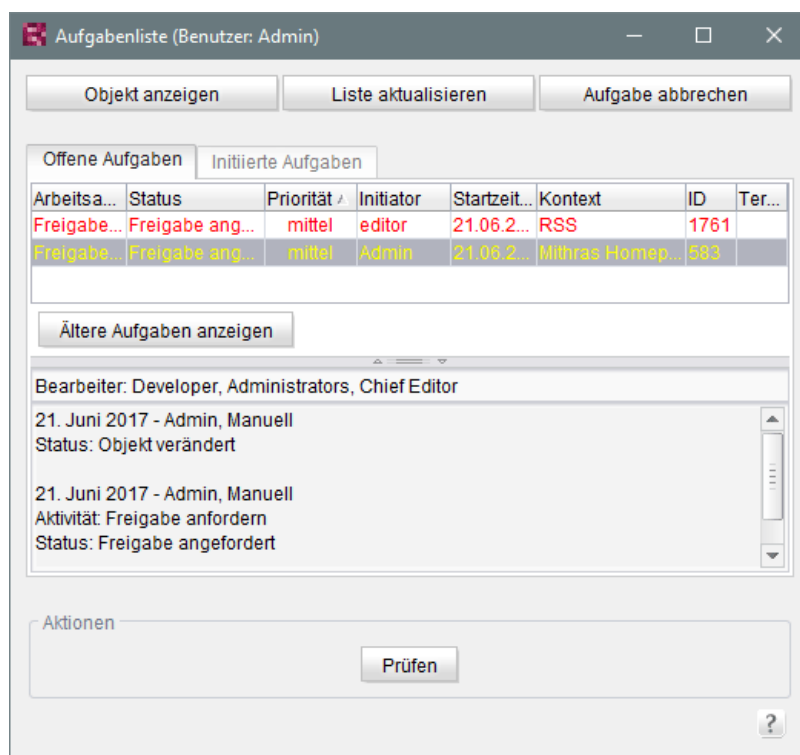 Aufgabenliste (Benutzer: Admin)
Objekt anzeigen Liste aktualisieren Aufgabe abbrechen
Offene Aufgaben Initiierte Aufgaben
Arbeitsa... Status Priorität Initiator Startzeit... Kontext ID Ter...
Freigabe... Freigabe ang... mittel editor 21.06.2... RSS 1761
Freigabe... Freigabe ang... mittel Admin 21.06.2... Mithras Homep... 583
Ältere Aufgaben anzeigen
Bearbeiter: Developer, Administrators, Chief Editor
21. Juni 2017 - Admin, Manuell
Status: Objekt verändert
21. Juni 2017 - Admin, Manuell
Aktivität: Freigabe anfordern
Status: Freigabe angefordert
Aktionen
Prüfen
?